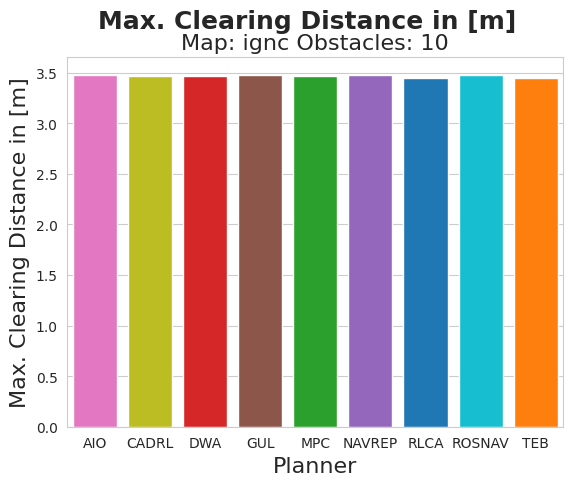 Max. Clearing Distance in [m]
Map: ignc Obstacles: 10
Max. Clearing Distance in [m]
3.5
3.0
2.5
2.0
1.5
1.0
0.5
0.0
AIO CADRL DWA GUL MPC NAVREP RLCA ROSNAV TEB
Planner